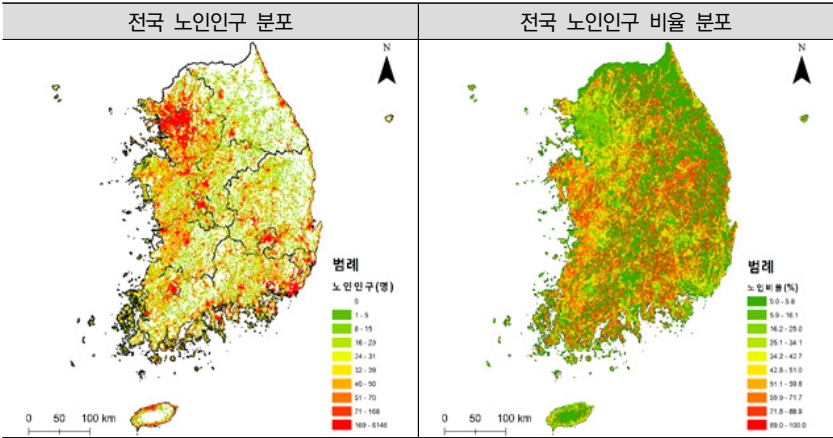 전국 노인인구 분포
전국 노인인구 비율 분포
N
범례
노인인구(명)
0
1 - 5
16 - 23
24 - 31
32 - 39
40 - 50
51 - 70
71 - 168
169 - 6146
0 50 100 km
N
범례
노인비율(%)
0.0 - 5.8
5.9 - 16.1
16.2 - 25.0
25.1 - 34.1
34.2 - 42.7
42.8 - 51.0
51.1 - 59.8
59.9 - 71.7
71.8 - 88.9
89.0 - 100.0
0 50 100 km